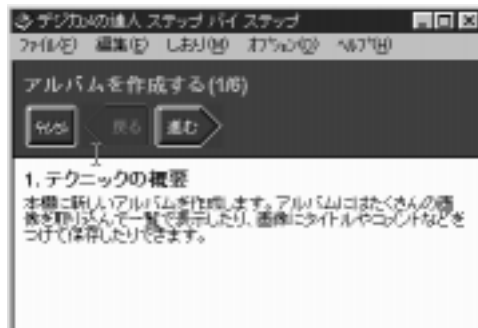 デジカメの達人 ステップ バイ ステップ
ファイル(F) 編集(E) しおり(M) オプション(O) ヘルプ(H)
アルバムを作成する(1/6)
戻る 進む
1. テクニックの概要
本棚に新しいアルバムを作成します。アルバムにはたくさんの画
像を取り込んで一覧で表示したり、画像にタイトルやコメントなどを
つけて保存したりできます。